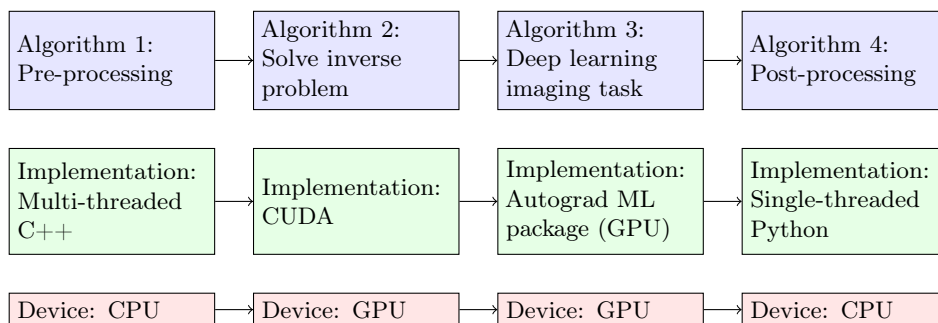 Algorithm 1:
Pre-processing
Algorithm 2:
Solve inverse
problem
Algorithm 3:
Deep learning
imaging task
Algorithm 4:
Post-processing
Implementation:
Multi-threaded
C++
Implementation:
CUDA
Implementation:
Autograd ML
package (GPU)
Implementation:
Single-threaded
Python
Device: CPU
Device: GPU
Device: GPU
Device: CPU